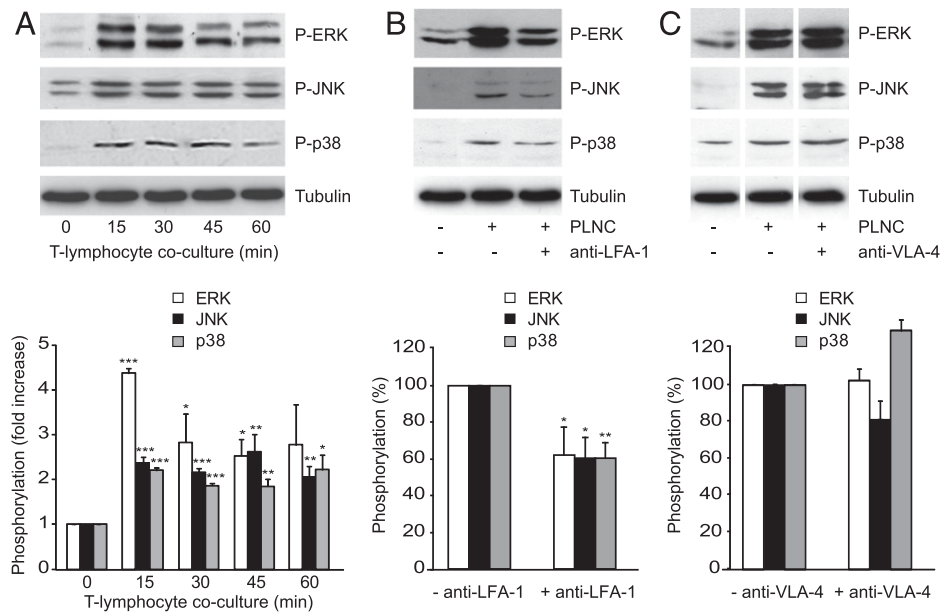 A
P-ERK
P-JNK
P-p38
Tubulin
0 15 30 45 60
T-lymphocyte co-culture (min)
B
P-ERK
P-JNK
P-p38
Tubulin
- + + PLNC
- - + anti-LFA-1
C
P-ERK
P-JNK
P-p38
Tubulin
- + + PLNC
- - + anti-VLA-4
ERK
JNK
p38
Phosphorylation (fold increase)
5
4
3
2
1
0
***
*** ***
*
*** ***
* ** **
** *
0 15 30 45 60
T-lymphocyte co-culture (min)
ERK
JNK
p38
Phosphorylation (%)
120
100
80
60
40
20
0
* * **
- anti-LFA-1 + anti-LFA-1
ERK
JNK
p38
Phosphorylation (%)
120
100
80
60
40
20
0
- anti-VLA-4 + anti-VLA-4